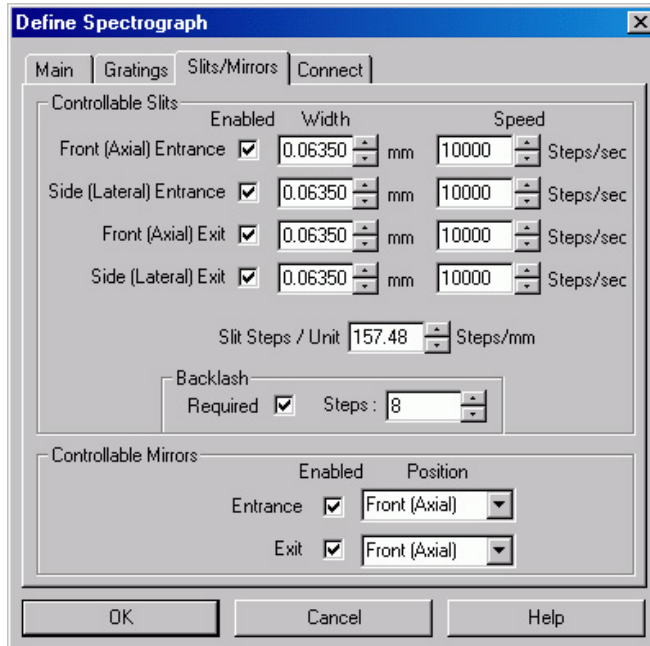 Define Spectrograph
Main Gratings Slits/Mirrors Connect
Controllable Slits
Enabled Width Speed
Front (Axial) Entrance 0.06350 mm 10000 Steps/sec
Side (Lateral) Entrance 0.06350 mm 10000 Steps/sec
Front (Axial) Exit 0.06350 mm 10000 Steps/sec
Side (Lateral) Exit 0.06350 mm 10000 Steps/sec
Slit Steps / Unit 157.48 Steps/mm
Backlash
Required Steps : 8
Controllable Mirrors
Enabled Position
Entrance Front (Axial)
Exit Front (Axial)
OK Cancel Help